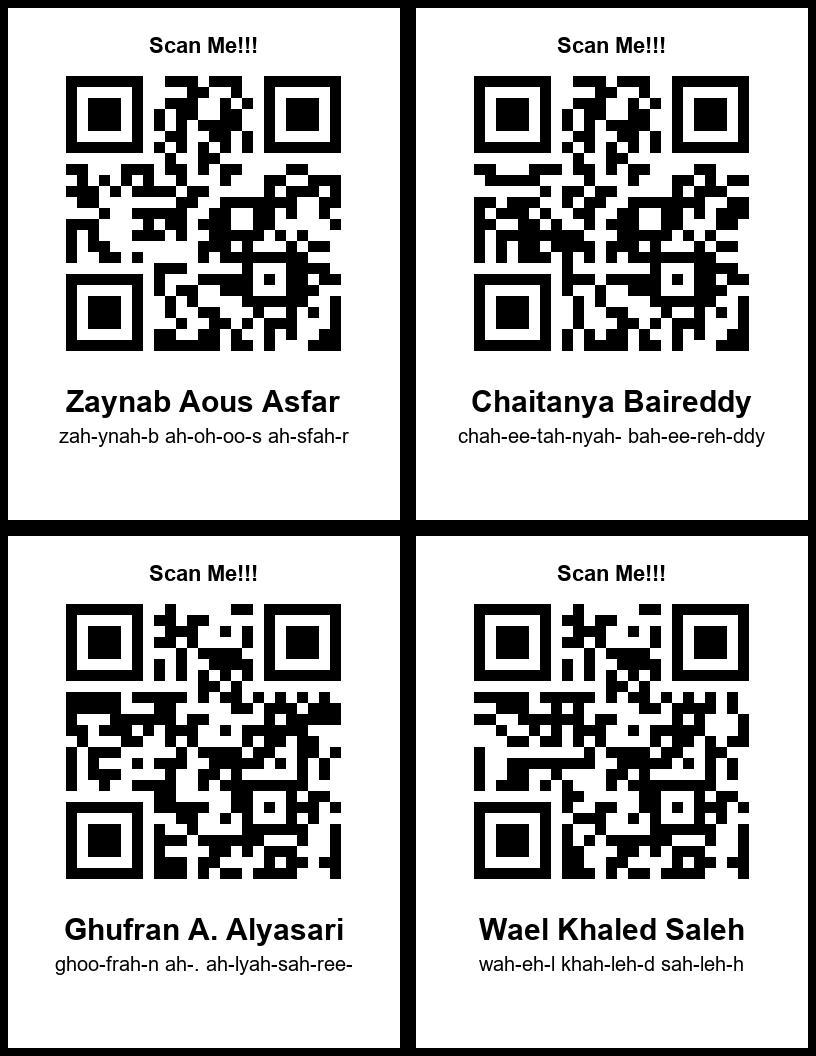 Scan Me!!!
Zaynab Aous Asfar
zah-ynah-b ah-oh-oo-s ah-sfah-r
Scan Me!!!
Chaitanya Baireddy
chah-ee-tah-nyah- bah-ee-reh-ddy
Scan Me!!!
Ghufran A. Alyasari
ghoo-frah-n ah-. ah-lyah-sah-ree-
Scan Me!!!
Wael Khaled Saleh
wah-eh-l khah-leh-d sah-leh-h